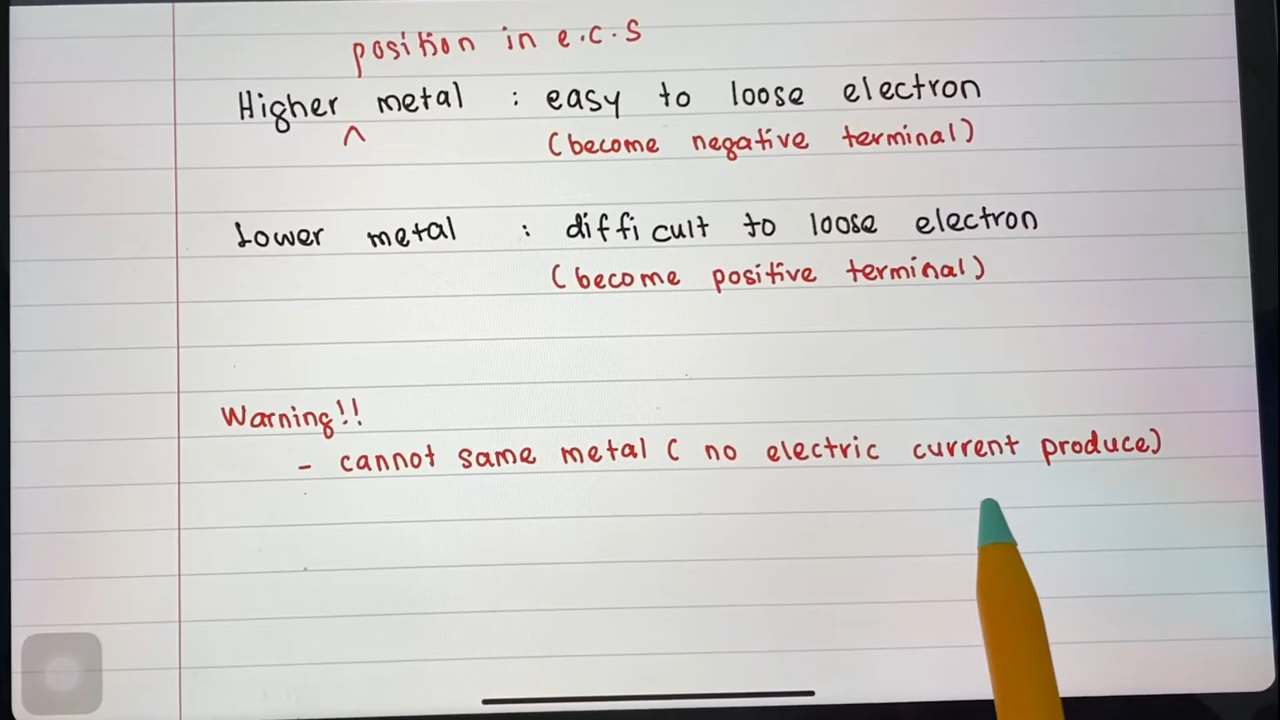 position in e.c.s
Higher ^ metal : easy to loose electron
(become negative terminal)
Lower metal : difficult to loose electron
(become positive terminal)
Warning!!
- cannot same metal ( no electric current produce)